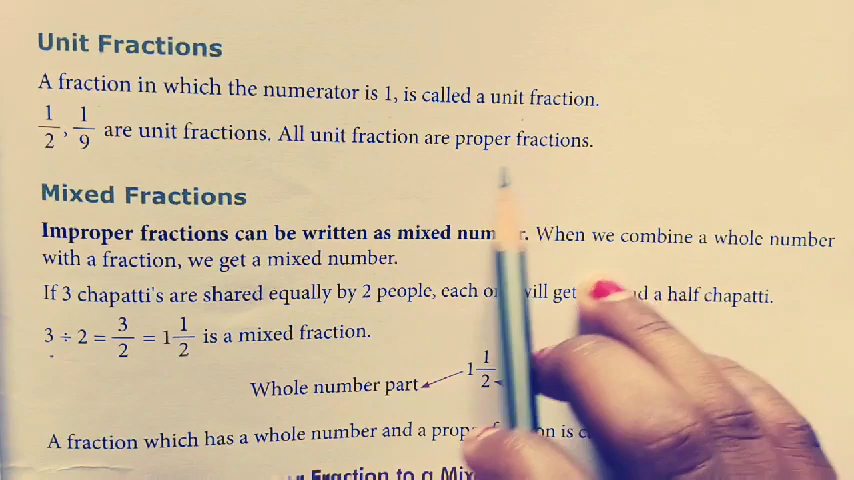 Unit Fractions
A fraction in which the numerator is 1, is called a unit fraction.
1/2, 1/9 are unit fractions. All unit fraction are proper fractions.
Mixed Fractions
Improper fractions can be written as mixed When we combine a whole number
with a fraction, we get a mixed number.
If 3 chapatti's are shared equally by 2 people, each will get a half chapatti.
3 ÷ 2 = 3/2 = 1 1/2 is a mixed fraction.
1 1/2
Whole number part
A fraction which has a whole number and a is
Fraction to a